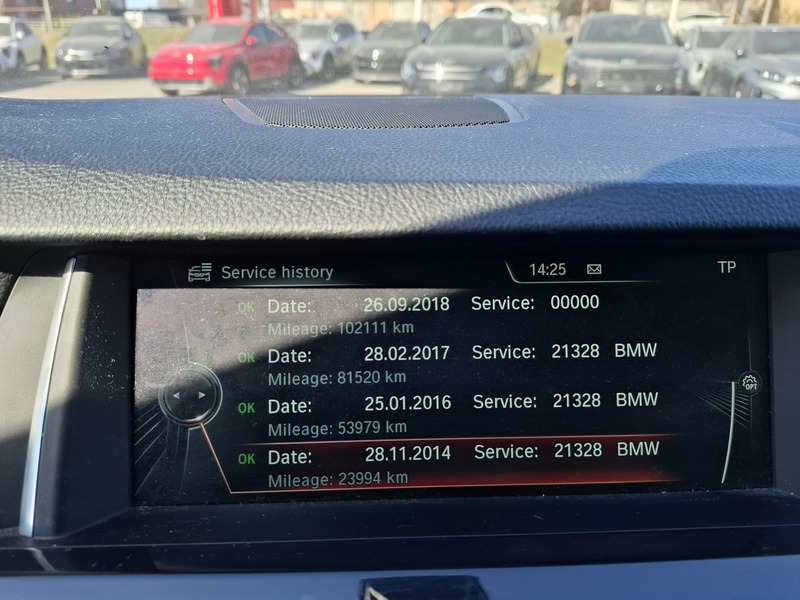 Service history 14:25 TP
OK Date: 26.09.2018 Service: 00000
Mileage: 102111 km
OK Date: 28.02.2017 Service: 21328 BMW
Mileage: 81520 km
OPT
OK Date: 25.01.2016 Service: 21328 BMW
Mileage: 53979 km
OK Date: 28.11.2014 Service: 21328 BMW
Mileage: 23994 km